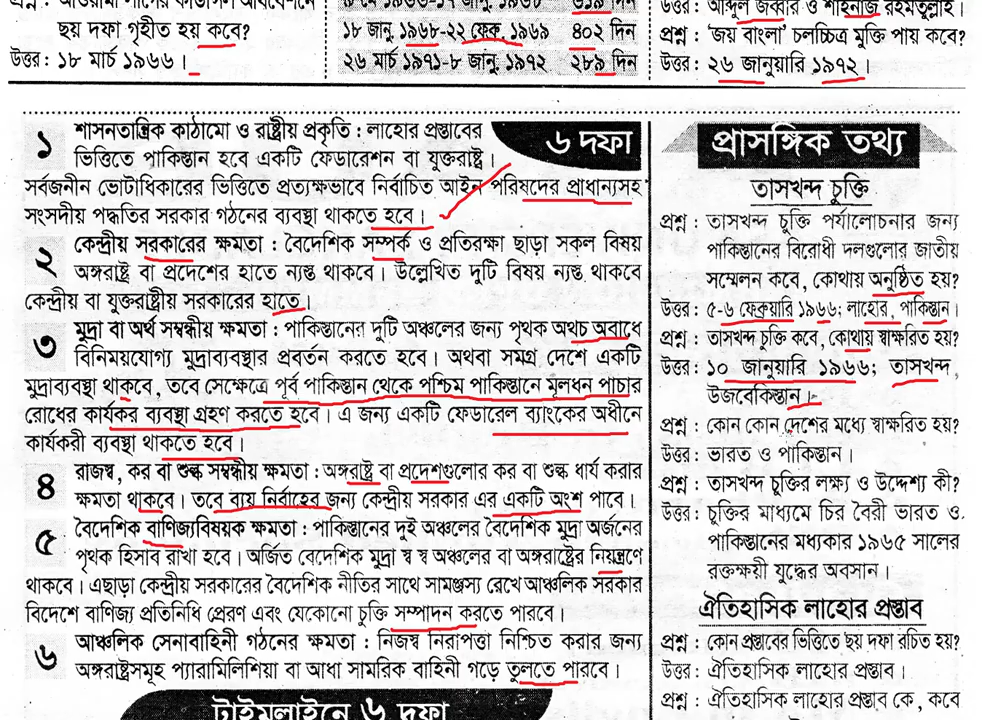 ছয় দফা গৃহীত হয় কবে?
উত্তর : ১৮ মার্চ ১৯৬৬।
৬১৯ দিন
১৮ জানু, ১৯৬৮-২২ ফেব্রু, ১৯৬৯ ৪০২ দিন
২৬ মার্চ ১৯৭১-৮ জানু, ১৯৭২ ২৮৯ দিন
উত্তর : আব্দুল জব্বার ও শাহনাজ রহমতুল্লাহ।
প্রশ্ন : ‘জয় বাংলা’ চলচ্চিত্র মুক্তি পায় কবে?
উত্তর : ২৬ জানুয়ারি ১৯৭২।
৬ দফা
১ শাসনতান্ত্রিক কাঠামো ও রাষ্ট্রীয় প্রকৃতি : লাহোর প্রস্তাবের
ভিত্তিতে পাকিস্তান হবে একটি ফেডারেশন বা যুক্তরাষ্ট্র।
সর্বজনীন ভোটাধিকারের ভিত্তিতে প্রত্যক্ষভাবে নির্বাচিত আইন পরিষদের প্রাধান্যসহ
সংসদীয় পদ্ধতির সরকার গঠনের ব্যবস্থা থাকতে হবে।
২ কেন্দ্রীয় সরকারের ক্ষমতা : বৈদেশিক সম্পর্ক ও প্রতিরক্ষা ছাড়া সকল বিষয়
অঙ্গরাষ্ট্র বা প্রদেশের হাতে ন্যস্ত থাকবে। উল্লেখিত দুটি বিষয় ন্যস্ত থাকবে
কেন্দ্রীয় বা যুক্তরাষ্ট্রীয় সরকারের হাতে।
৩ মুদ্রা বা অর্থ সম্বন্ধীয় ক্ষমতা : পাকিস্তানের দুটি অঞ্চলের জন্য পৃথক অথচ অবাধে
বিনিময়যোগ্য মুদ্রাব্যবস্থার প্রবর্তন করতে হবে। অথবা সমগ্র দেশে একটি
মুদ্রাব্যবস্থা থাকবে, তবে সেক্ষেত্রে পূর্ব পাকিস্তান থেকে পশ্চিম পাকিস্তানে মূলধন পাচার
রোধের কার্যকর ব্যবস্থা গ্রহণ করতে হবে। এ জন্য একটি ফেডারেল ব্যাংকের অধীনে
কার্যকরী ব্যবস্থা থাকতে হবে।
৪ রাজস্ব, কর বা শুল্ক সম্বন্ধীয় ক্ষমতা : অঙ্গরাষ্ট্র বা প্রদেশগুলোর কর বা শুল্ক ধার্য করার
ক্ষমতা থাকবে। তবে ব্যয় নির্বাহের জন্য কেন্দ্রীয় সরকার এর একটি অংশ পাবে।
৫ বৈদেশিক বাণিজ্যবিষয়ক ক্ষমতা : পাকিস্তানের দুই অঞ্চলের বৈদেশিক মুদ্রা অর্জনের
পৃথক হিসাব রাখা হবে। অর্জিত বৈদেশিক মুদ্রা স্ব স্ব অঞ্চলের বা অঙ্গরাষ্ট্রের নিয়ন্ত্রণে
থাকবে। এছাড়া কেন্দ্রীয় সরকারের বৈদেশিক নীতির সাথে সামঞ্জস্য রেখে আঞ্চলিক সরকার
বিদেশে বাণিজ্য প্রতিনিধি প্রেরণ এবং যেকোনো চুক্তি সম্পাদন করতে পারবে।
৬ আঞ্চলিক সেনাবাহিনী গঠনের ক্ষমতা : নিজস্ব নিরাপত্তা নিশ্চিত করার জন্য
অঙ্গরাষ্ট্রসমূহ প্যারামিলিশিয়া বা আধা সামরিক বাহিনী গড়ে তুলতে পারবে।
টাইমলাইনে ৬ দফা
প্রাসঙ্গিক তথ্য
তাসখন্দ চুক্তি
প্রশ্ন : তাসখন্দ চুক্তি পর্যালোচনার জন্য
পাকিস্তানের বিরোধী দলগুলোর জাতীয়
সম্মেলন কবে, কোথায় অনুষ্ঠিত হয়?
উত্তর : ৫-৬ ফেব্রুয়ারি ১৯৬৬; লাহোর, পাকিস্তান।
প্রশ্ন : তাসখন্দ চুক্তি কবে, কোথায় স্বাক্ষরিত হয়?
উত্তর : ১০ জানুয়ারি ১৯৬৬; তাসখন্দ,
উজবেকিস্তান।
প্রশ্ন : কোন কোন দেশের মধ্যে স্বাক্ষরিত হয়?
উত্তর : ভারত ও পাকিস্তান।
প্রশ্ন : তাসখন্দ চুক্তির লক্ষ্য ও উদ্দেশ্য কী?
উত্তর : চুক্তির মাধ্যমে চির বৈরী ভারত ও
পাকিস্তানের মধ্যকার ১৯৬৫ সালের
রক্তক্ষয়ী যুদ্ধের অবসান।
ঐতিহাসিক লাহোর প্রস্তাব
প্রশ্ন : কোন প্রস্তাবের ভিত্তিতে ছয় দফা রচিত হয়?
উত্তর : ঐতিহাসিক লাহোর প্রস্তাব।
প্রশ্ন : ঐতিহাসিক লাহোর প্রস্তাব কে, কবে